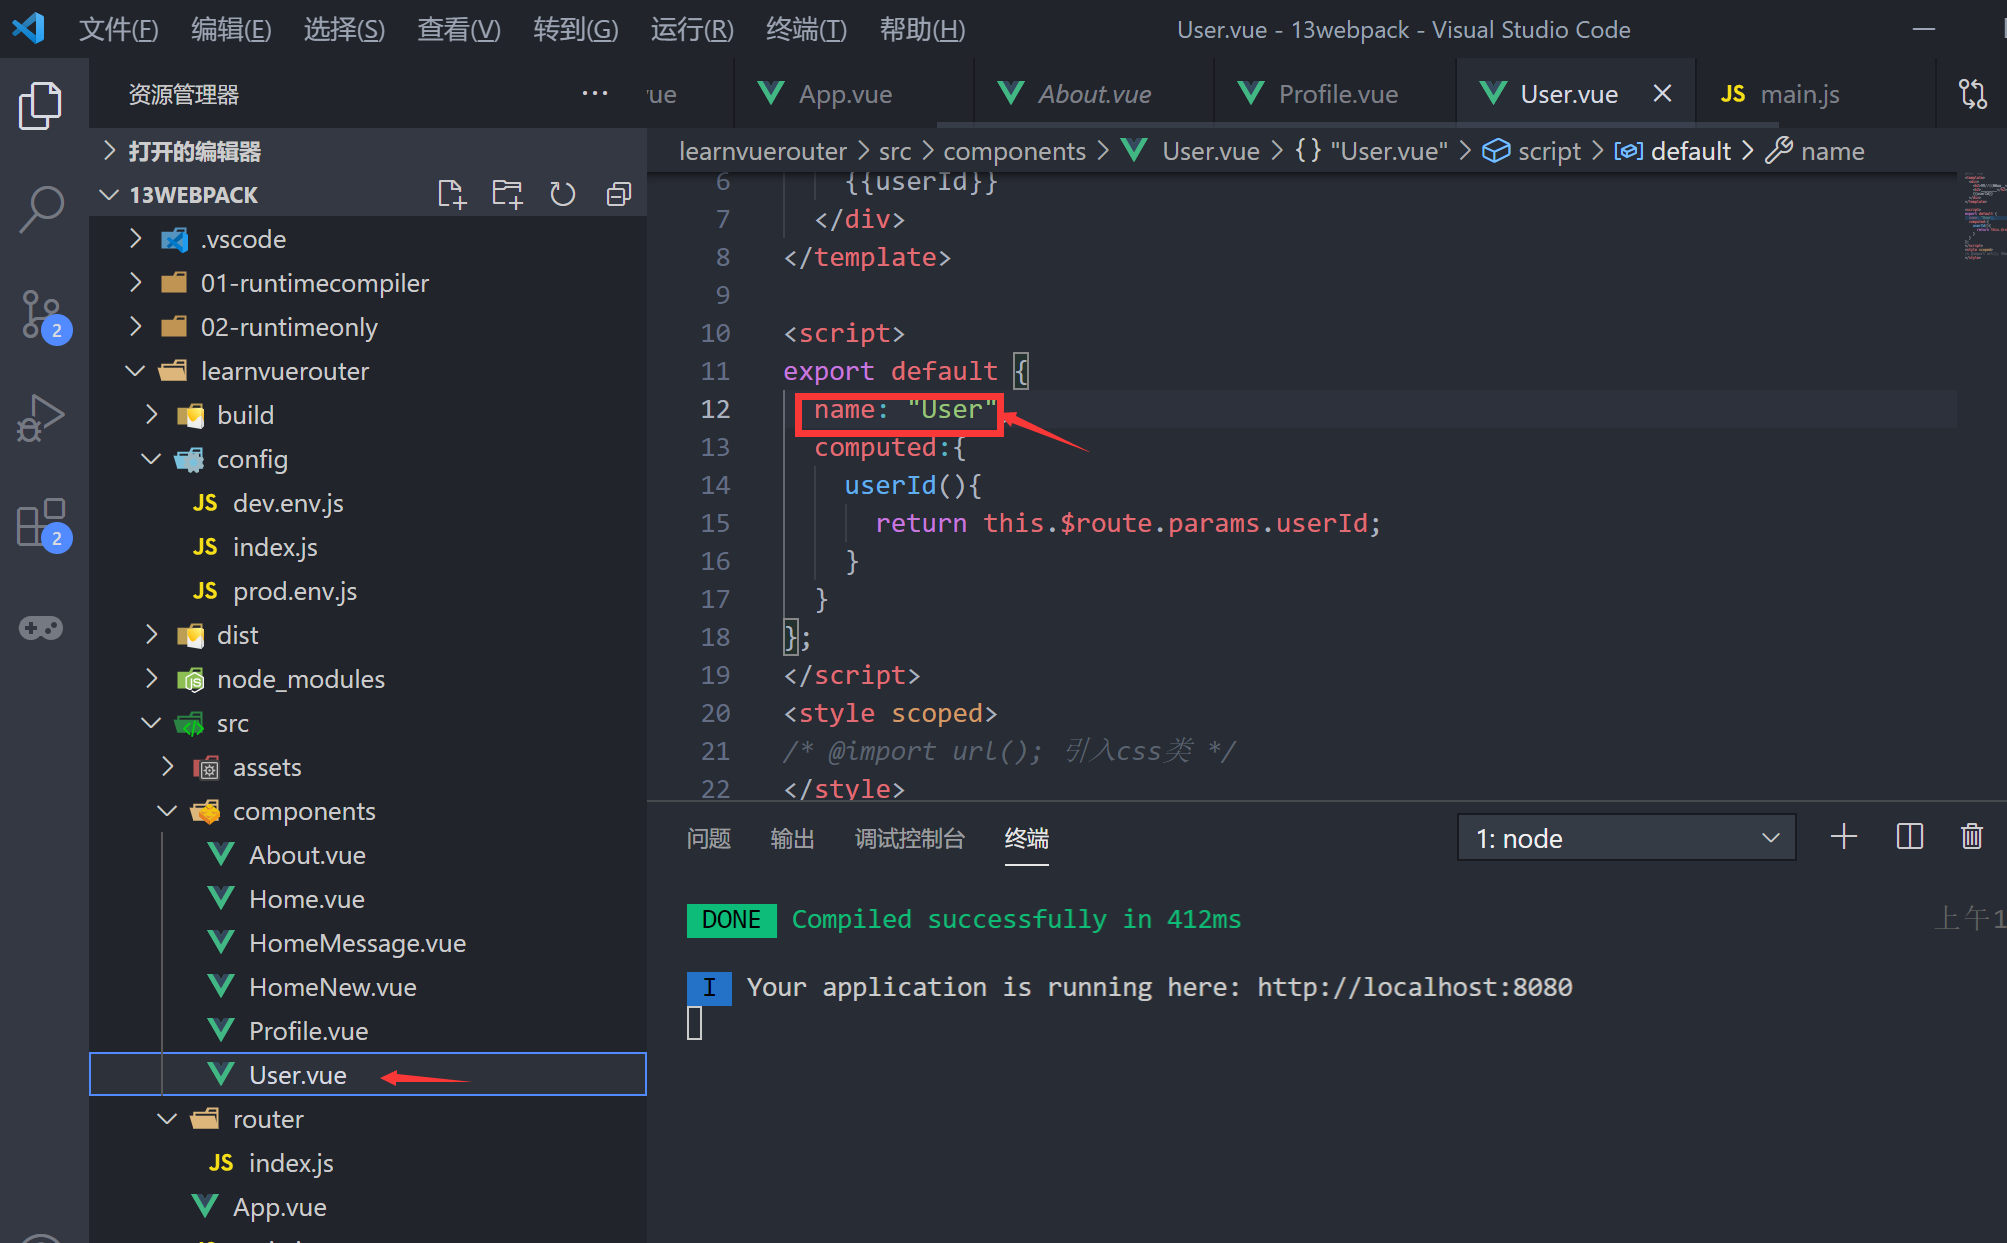 文件(F) 编辑(E) 选择(S) 查看(V) 转到(G) 运行(R) 终端(T) 帮助(H) User.vue - 13webpack - Visual Studio Code
资源管理器 ··· vue App.vue About.vue Profile.vue User.vue JS main.js
打开的编辑器
learnvuerouter > src > components > User.vue > {} "User.vue" > script > default > name
13WEBPACK
.vscode
01-runtimecompiler
02-runtimeonly
learnvuerouter
build
config
JS dev.env.js
JS index.js
JS prod.env.js
dist
node_modules
src
assets
components
About.vue
Home.vue
HomeMessage.vue
HomeNew.vue
Profile.vue
User.vue
router
JS index.js
App.vue
2
2
6 {{userId}}
7 </div>
8 </template>
9
10 <script>
11 export default {
12 name: "User"
13 computed:{
14 userId(){
15 return this.$route.params.userId;
16 }
17 }
18 };
19 </script>
20 <style scoped>
21 /* @import url(); 引入css类 */
22 </style>
问题 输出 调试控制台 终端 1: node
DONE Compiled successfully in 412ms 上午1
I Your application is running here: http://localhost:8080